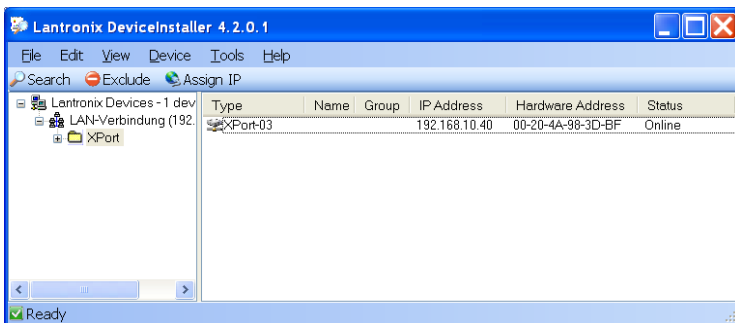 Lantronix DeviceInstaller 4.2.0.1
File Edit View Device Tools Help
Search Exclude Assign IP
Lantronix Devices - 1 dev
LAN-Verbindung (192.
XPort
Type Name Group IP Address Hardware Address Status
XPort-03 192.168.10.40 00-20-4A-98-3D-BF Online
Ready